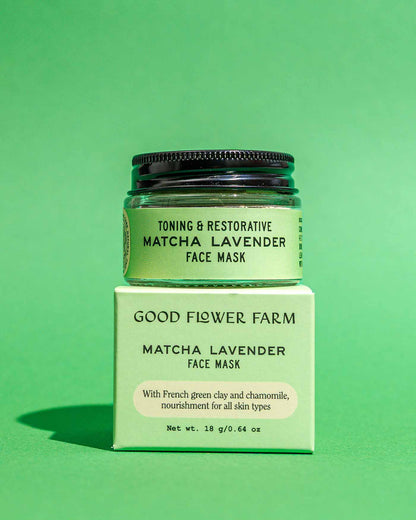 TONING & RESTORATIVE
MATCHA LAVENDER
FACE MASK
GOOD FLOWER FARM
MATCHA LAVENDER
FACE MASK
With French green clay and chamomile,
nourishment for all skin types
Net wt. 18 g/0.64 oz